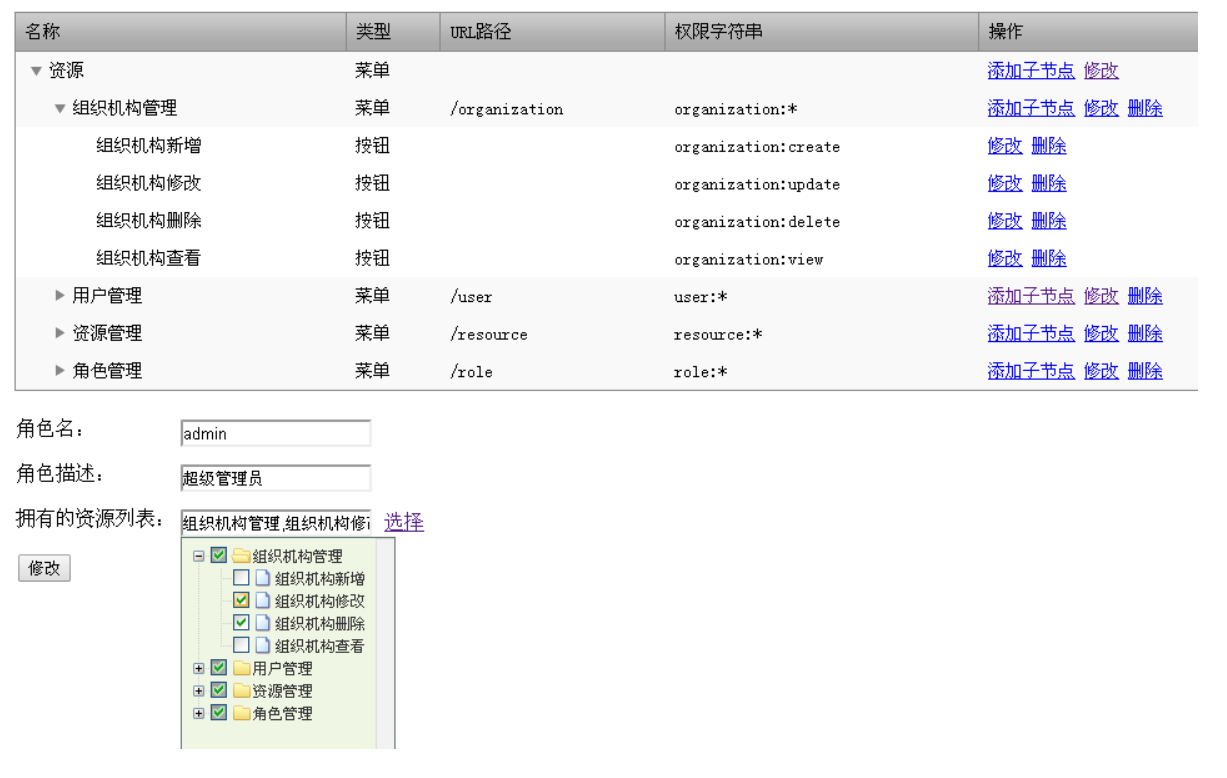 名称 类型 URL路径 权限字符串 操作
资源 菜单 添加子节点 修改
组织机构管理 菜单 /organization organization:* 添加子节点 修改 删除
组织机构新增 按钮 organization:create 修改 删除
组织机构修改 按钮 organization:update 修改 删除
组织机构删除 按钮 organization:delete 修改 删除
组织机构查看 按钮 organization:view 修改 删除
用户管理 菜单 /user user:* 添加子节点 修改 删除
资源管理 菜单 /resource resource:* 添加子节点 修改 删除
角色管理 菜单 /role role:* 添加子节点 修改 删除
角色名: admin
角色描述: 超级管理员
拥有的资源列表: 组织机构管理,组织机构修 选择
修改
组织机构管理
组织机构新增
组织机构修改
组织机构删除
组织机构查看
用户管理
资源管理
角色管理